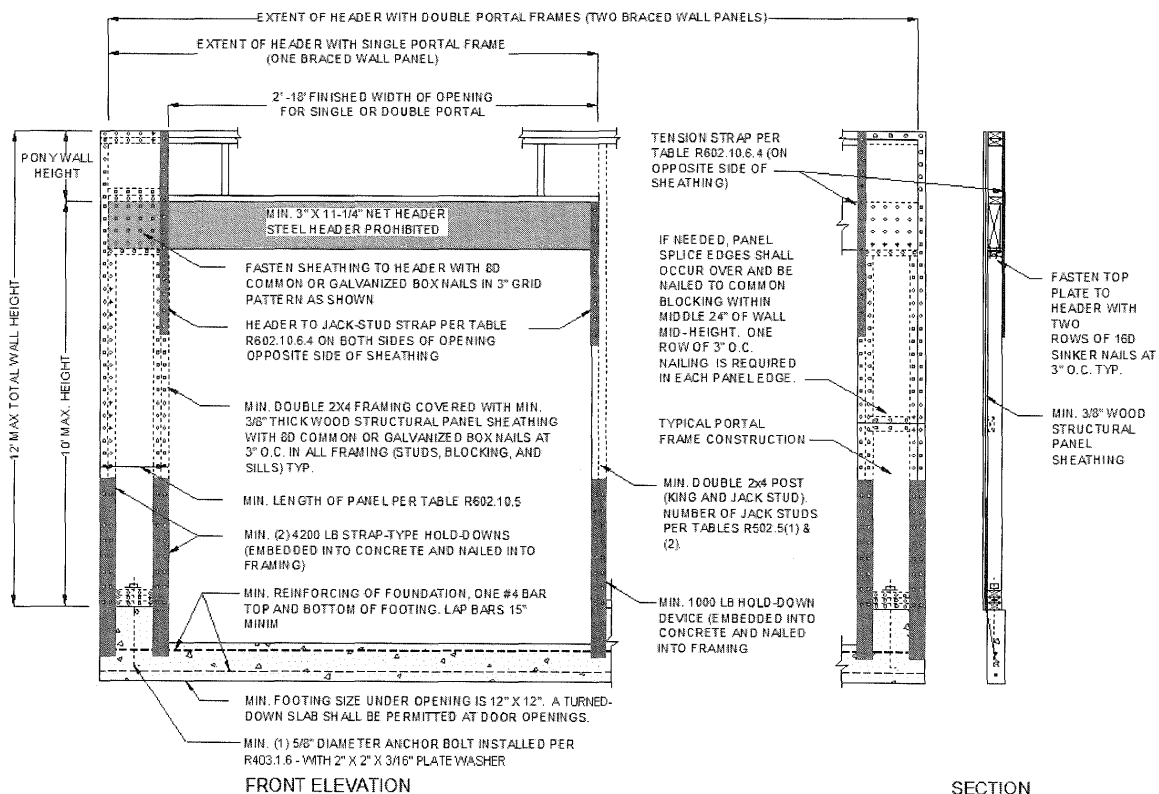 EXTENT OF HEADER WITH DOUBLE PORTAL FRAMES (TWO BRACED WALL PANELS)
EXTENT OF HEADER WITH SINGLE PORTAL FRAME
(ONE BRACED WALL PANEL)
2'-18' FINISHED WIDTH OF OPENING
FOR SINGLE OR DOUBLE PORTAL
PONY WALL
HEIGHT
12' MAX TOTAL WALL HEIGHT
10' MAX. HEIGHT
MIN. 3" X 11-1/4" NET HEADER
STEEL HEADER PROHIBITED
FASTEN SHEATHING TO HEADER WITH 8D
COMMON OR GALVANIZED BOX NAILS IN 3" GRID
PATTERN AS SHOWN
HEADER TO JACK-STUD STRAP PER TABLE
R602.10.6.4 ON BOTH SIDES OF OPENING
OPPOSITE SIDE OF SHEATHING
MIN. DOUBLE 2X4 FRAMING COVERED WITH MIN.
3/8" THICK WOOD STRUCTURAL PANEL SHEATHING
WITH 8D COMMON OR GALVANIZED BOX NAILS AT
3" O.C. IN ALL FRAMING (STUDS, BLOCKING, AND
SILLS) TYP.
MIN. LENGTH OF PANEL PER TABLE R602.10.5
MIN. (2) 4200 LB STRAP-TYPE HOLD-DOWNS
(EMBEDDED INTO CONCRETE AND NAILED INTO
FRAMING)
MIN. REINFORCING OF FOUNDATION, ONE #4 BAR
TOP AND BOTTOM OF FOOTING. LAP BARS 15"
MINIM
MIN. FOOTING SIZE UNDER OPENING IS 12" X 12". A TURNED-
DOWN SLAB SHALL BE PERMITTED AT DOOR OPENINGS.
MIN. (1) 5/8" DIAMETER ANCHOR BOLT INSTALLED PER
R403.1.6 - WITH 2" X 2" X 3/16" PLATE WASHER
FRONT ELEVATION
TENSION STRAP PER
TABLE R602.10.6.4 (ON
OPPOSITE SIDE OF
SHEATHING)
IF NEEDED, PANEL
SPLICE EDGES SHALL
OCCUR OVER AND BE
NAILED TO COMMON
BLOCKING WITHIN
MIDDLE 24" OF WALL
MID-HEIGHT. ONE
ROW OF 3" O.C.
NAILING IS REQUIRED
IN EACH PANEL EDGE.
TYPICAL PORTAL
FRAME CONSTRUCTION
MIN. DOUBLE 2x4 POST
(KING AND JACK STUD).
NUMBER OF JACK STUDS
PER TABLES R502.5(1) &
(2).
MIN. 1000 LB HOLD-DOWN
DEVICE (EMBEDDED INTO
CONCRETE AND NAILED
INTO FRAMING
FASTEN TOP
PLATE TO
HEADER WITH
TWO
ROWS OF 16D
SINKER NAILS AT
3" O.C. TYP.
MIN. 3/8" WOOD
STRUCTURAL
PANEL
SHEATHING
SECTION